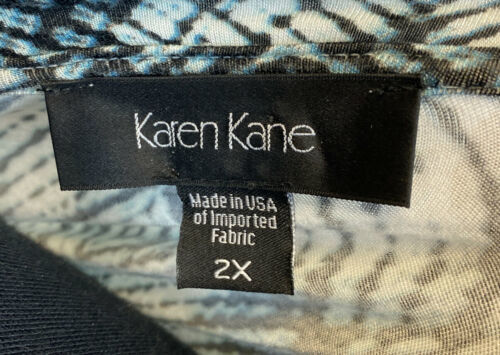 Karen Kane
Made in USA
of Imported
Fabric
2X